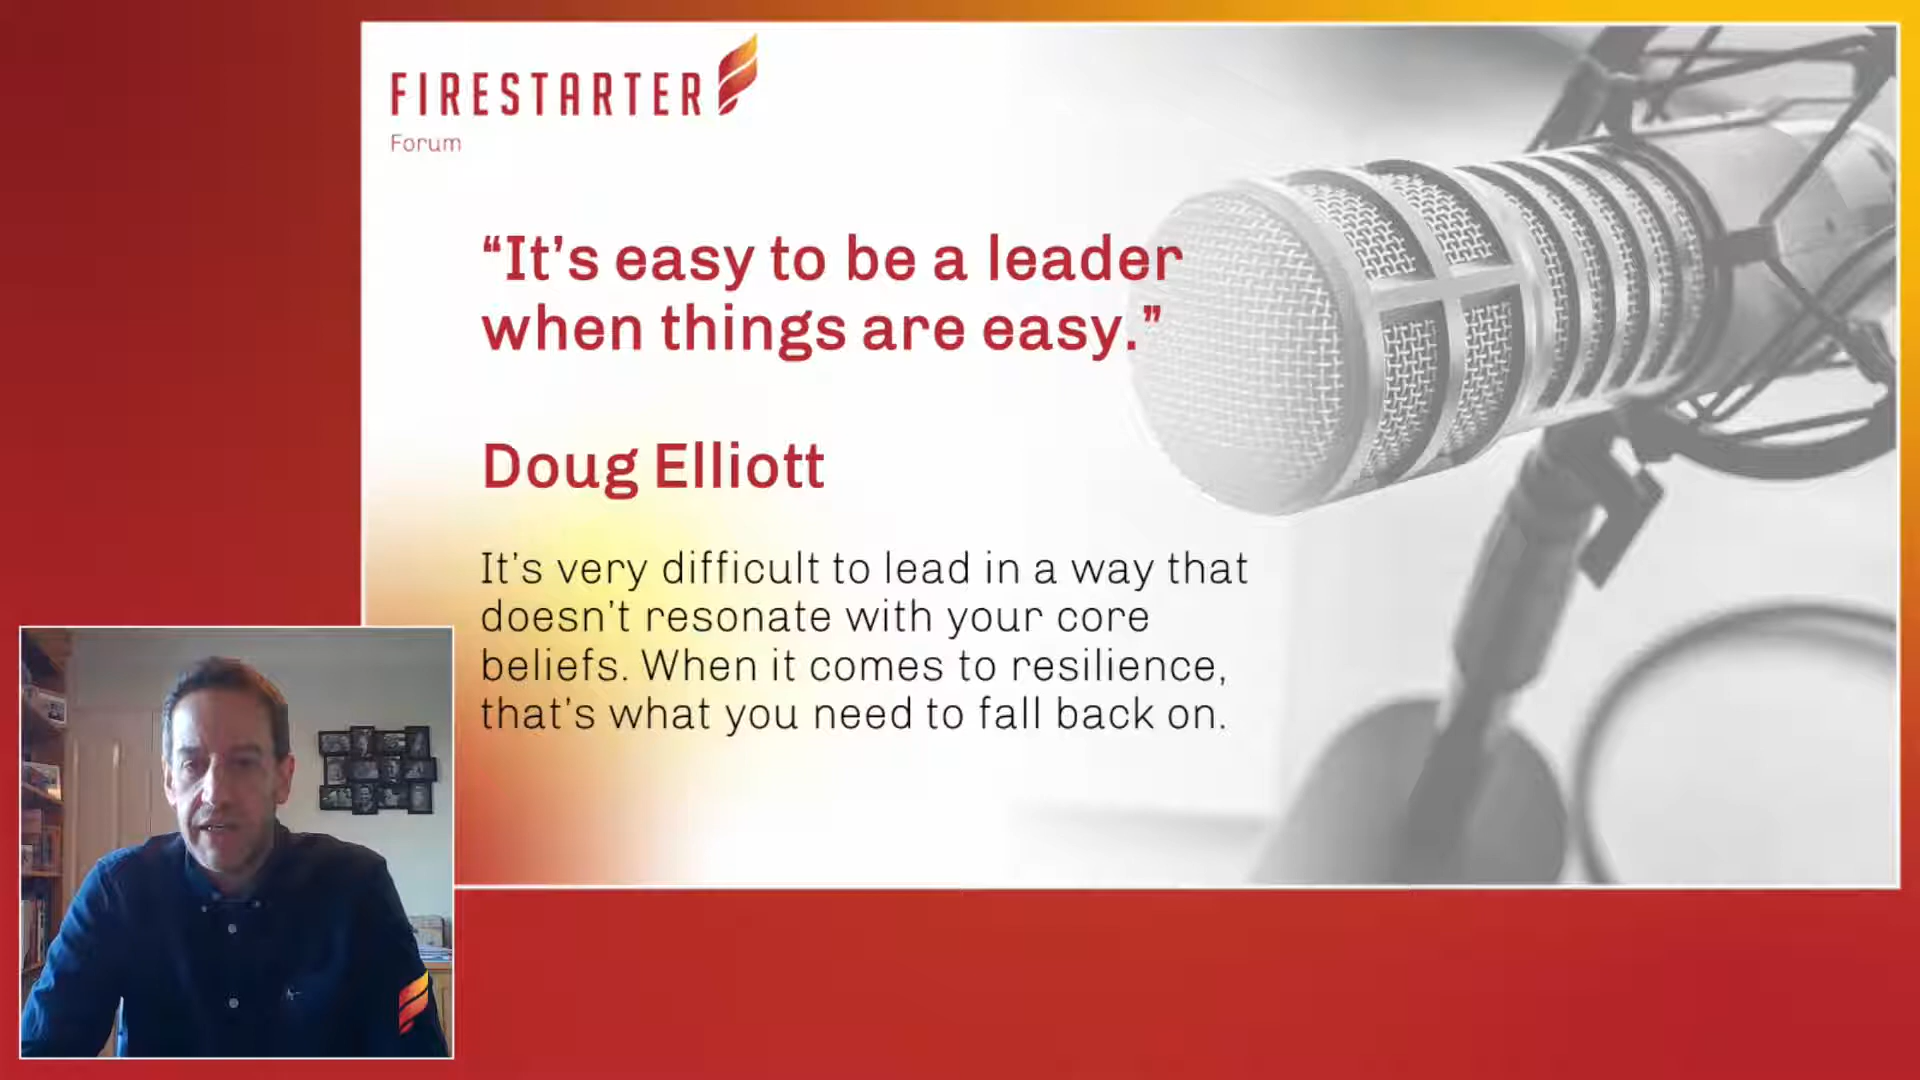 FIRESTARTER
Forum
“It’s easy to be a leader
when things are easy.”
Doug Elliott
It’s very difficult to lead in a way that
doesn’t resonate with your core
beliefs. When it comes to resilience,
that’s what you need to fall back on.